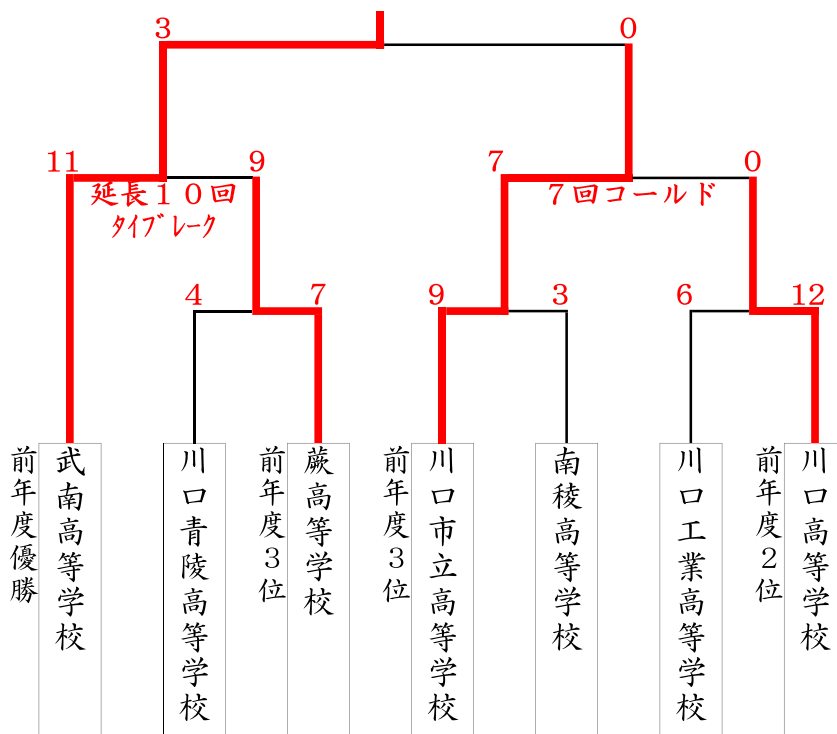 3
0
11
9
7
0
延長１０回
タイブレーク
７回コールド
4
7
9
3
6
12
前年度優勝
武南高等学校
川口青陵高等学校
前年度３位
蕨高等学校
前年度３位
川口市立高等学校
南稜高等学校
川口工業高等学校
前年度２位
川口高等学校